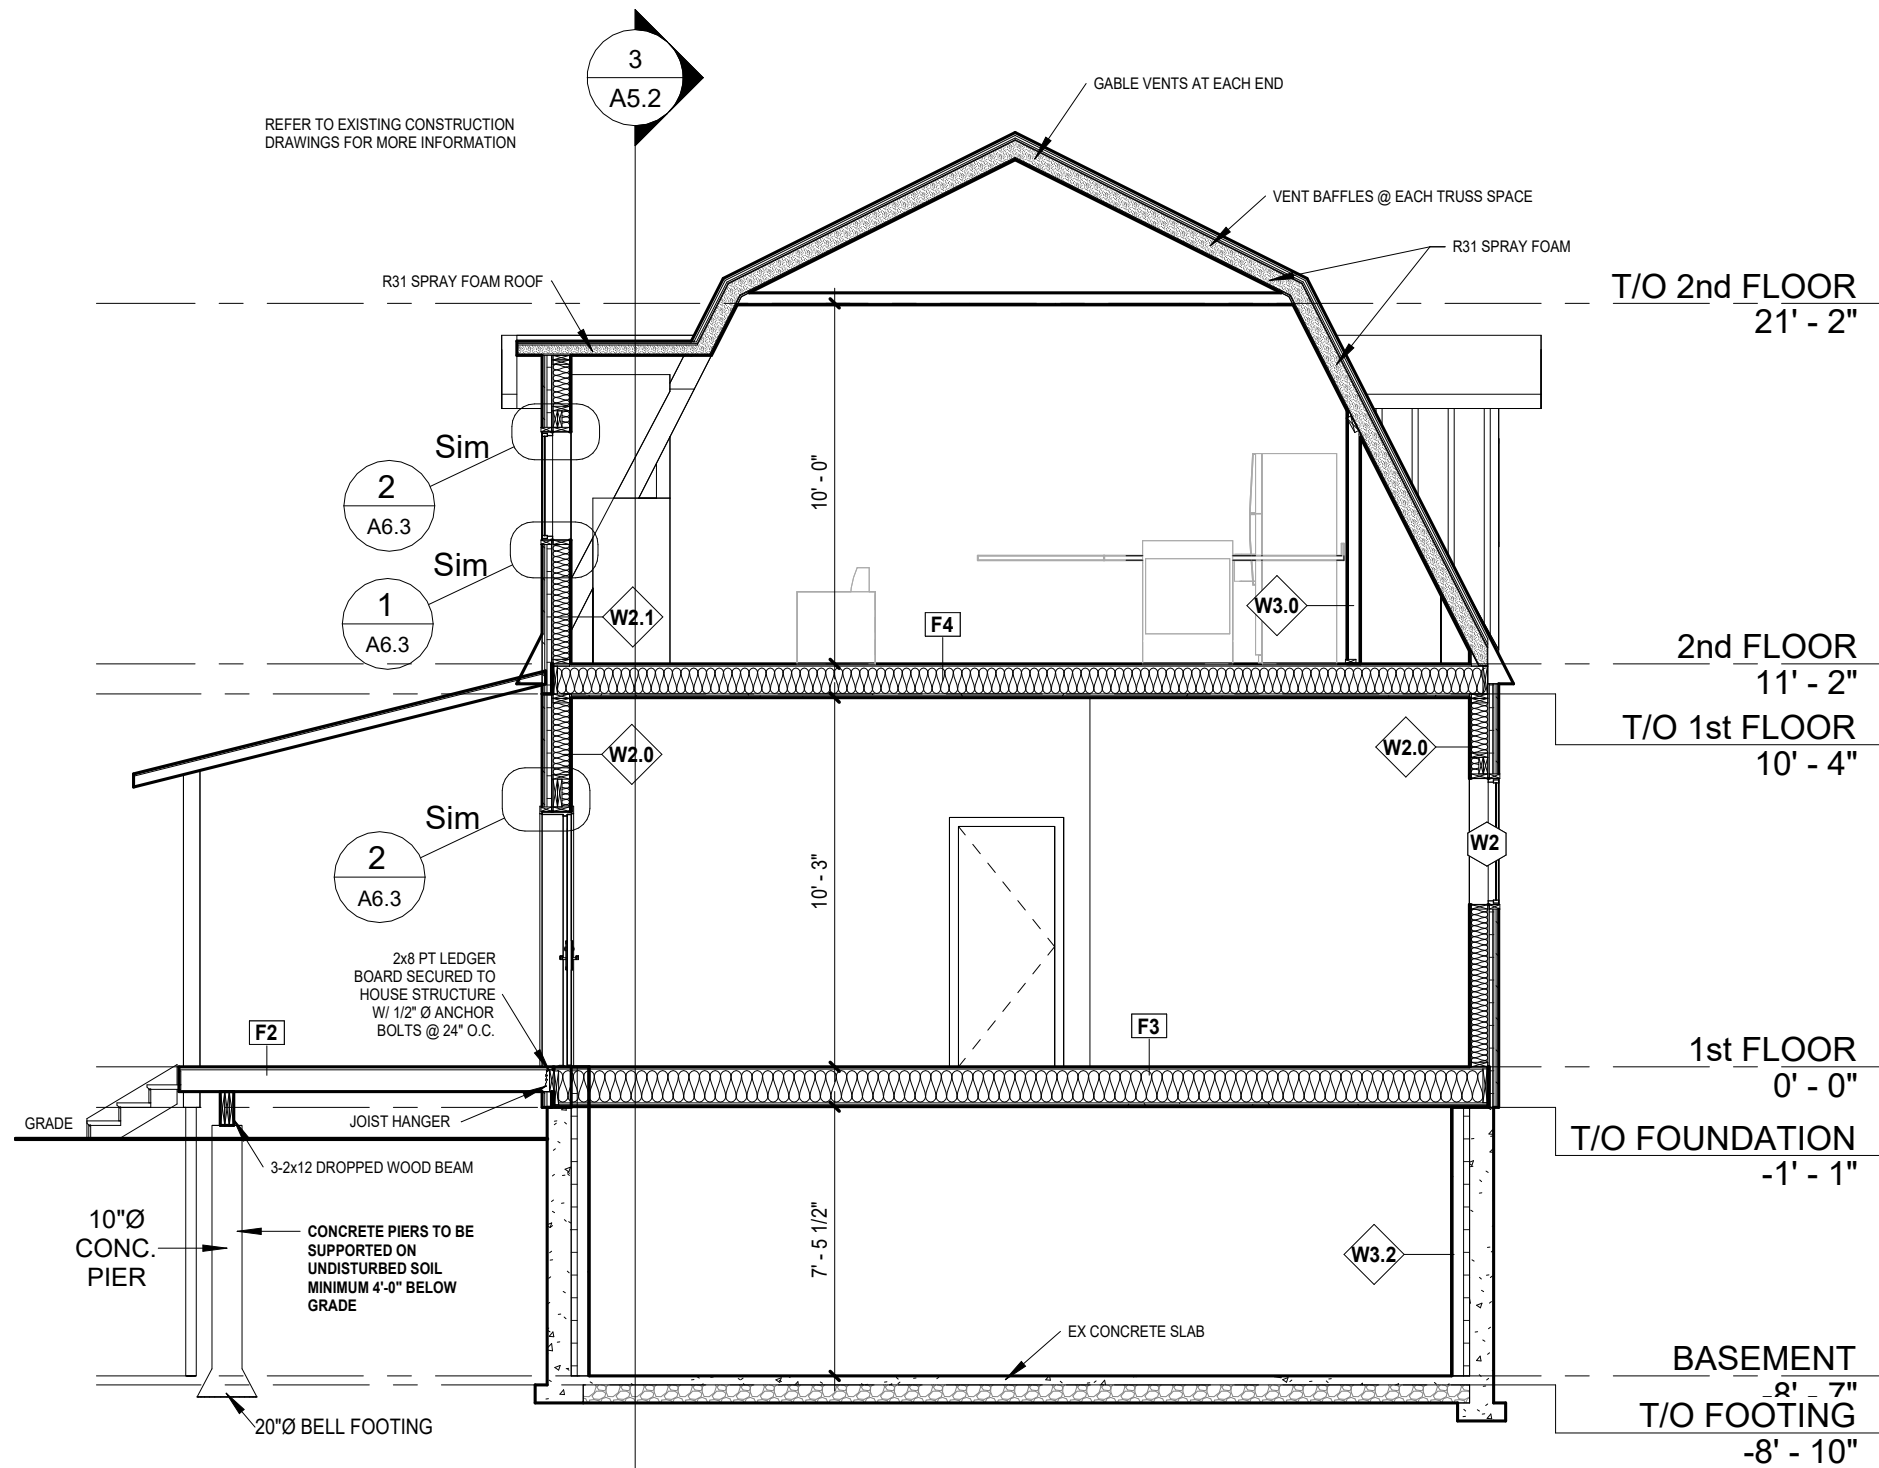 3
A5.2
REFER TO EXISTING CONSTRUCTION
DRAWINGS FOR MORE INFORMATION
GABLE VENTS AT EACH END
VENT BAFFLES @ EACH TRUSS SPACE
R31 SPRAY FOAM
R31 SPRAY FOAM ROOF
T/O 2nd FLOOR
21' - 2"
Sim
2
A6.3
10' - 0"
Sim
1
A6.3
W2.1
F4
W3.0
2nd FLOOR
11' - 2"
T/O 1st FLOOR
10' - 4"
W2.0
W2.0
Sim
2
A6.3
10' - 3"
W2
2x8 PT LEDGER
BOARD SECURED TO
HOUSE STRUCTURE
W/ 1/2" Ø ANCHOR
BOLTS @ 24" O.C.
F2
F3
1st FLOOR
0' - 0"
GRADE
JOIST HANGER
T/O FOUNDATION
-1' - 1"
3-2x12 DROPPED WOOD BEAM
10"Ø
CONC.
PIER
CONCRETE PIERS TO BE
SUPPORTED ON
UNDISTURBED SOIL
MINIMUM 4'-0" BELOW
GRADE
7' - 5 1/2"
W3.2
EX CONCRETE SLAB
BASEMENT
-8' - 7"
T/O FOOTING
-8' - 10"
20"Ø BELL FOOTING